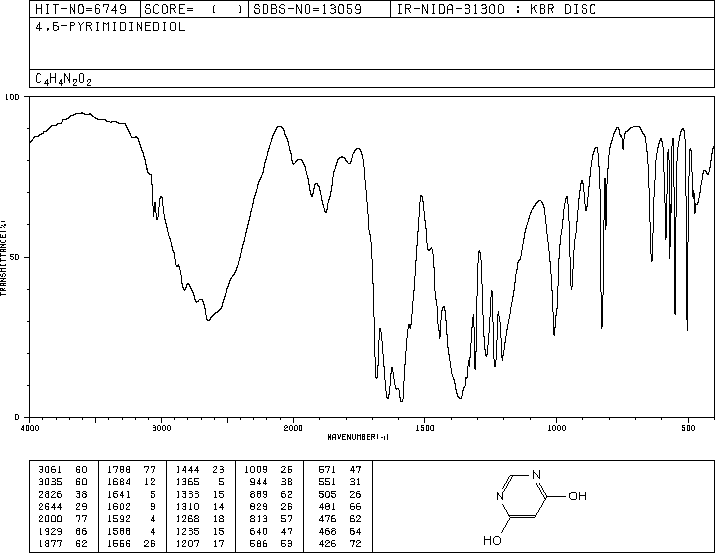 HIT-NO=6749 SCORE= ( ) SDBS-NO=13059 IR-NIDA-31300 : KBR DISC
4,6-PYRIMIDINEDIOL
C4H4N2O2
100
50
0
TRANSMITTANCE(%)
4000 3000 2000 1500 1000 500
WAVENUMBER(-1)
3061 60 1788 77 1444 23 1009 25 571 47
3035 60 1684 12 1365 5 944 38 551 31
2826 38 1641 5 1333 15 889 62 505 26
2644 29 1602 9 1310 14 829 26 481 66
2000 77 1592 4 1268 18 813 57 476 62
1929 66 1588 4 1235 15 640 47 468 64
1877 62 1556 26 1207 17 586 53 426 72
N
N
OH
HO